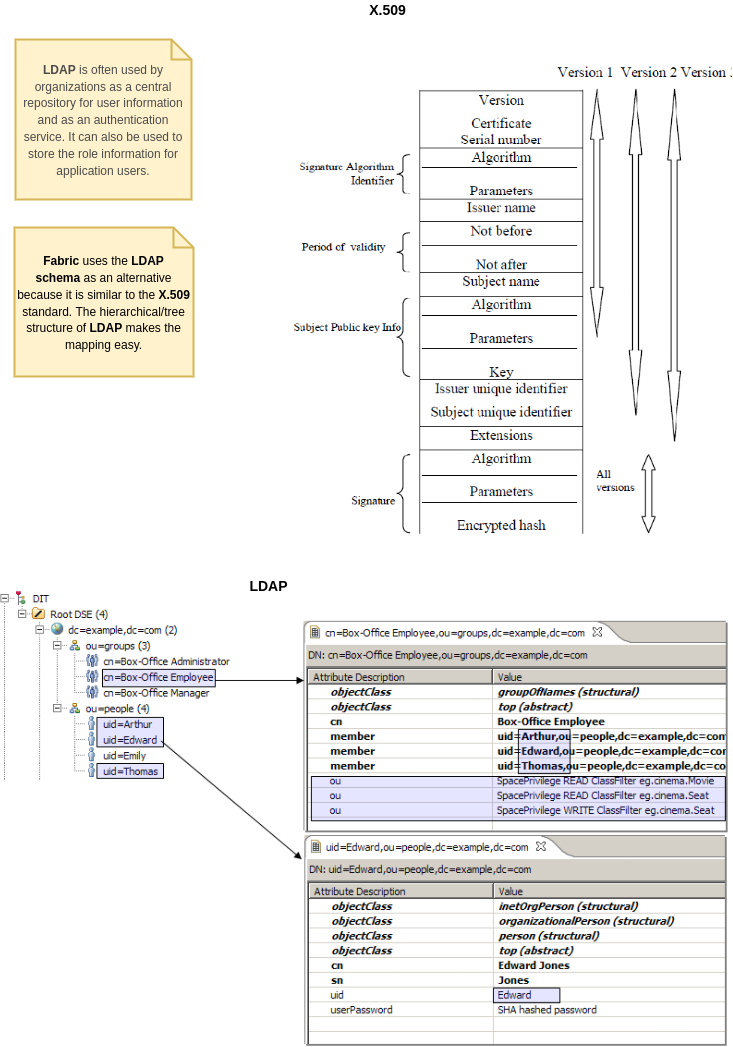 X.509
LDAP is often used by
organizations as a central
repository for user information
and as an authentication
service. It can also be used to
store the role information for
application users.
Fabric uses the LDAP
schema as an alternative
because it is similar to the X.509
standard. The hierarchical/tree
structure of LDAP makes the
mapping easy.
Version 1 Version 2 Version
Version
Certificate
Serial number
Signature Algorithm
Identifier
Algorithm
Parameters
Issuer name
Period of validity
Not before
Not after
Subject name
Subject Public key Info
Algorithm
Parameters
Key
Issuer unique identifier
Subject unique identifier
Extensions
Signature
Algorithm
Parameters
Encrypted hash
All
versions
LDAP
DIT
Root DSE (4)
dc=example,dc=com (2)
ou=groups (3)
cn=Box-Office Administrator
cn=Box-Office Employee
cn=Box-Office Manager
ou=people (4)
uid=Arthur
uid=Edward
uid=Emily
uid=Thomas
cn=Box-Office Employee,ou=groups,dc=example,dc=com
DN: cn=Box-Office Employee,ou=groups,dc=example,dc=com
Attribute Description Value
objectClass groupOfNames (structural)
objectClass top (abstract)
cn Box-Office Employee
member uid=Arthur,ou=people,dc=example,dc=com
member uid=Edward,ou=people,dc=example,dc=com
member uid=Thomas,ou=people,dc=example,dc=co
ou SpacePrivilege READ ClassFilter eg.cinema.Movie
ou SpacePrivilege READ ClassFilter eg.cinema.Seat
ou SpacePrivilege WRITE ClassFilter eg.cinema.Seat
uid=Edward,ou=people,dc=example,dc=com
DN: uid=Edward,ou=people,dc=example,dc=com
Attribute Description Value
objectClass inetOrgPerson (structural)
objectClass organizationalPerson (structural)
objectClass person (structural)
objectClass top (abstract)
cn Edward Jones
sn Jones
uid Edward
userPassword SHA hashed password